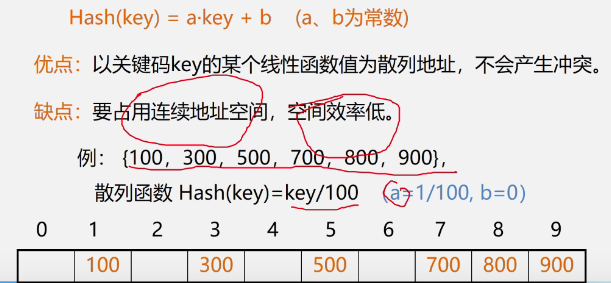 Hash(key) = a·key + b （a、b为常数)
优点：以关键码key的某个线性函数值为散列地址，不会产生冲突。
缺点：要占用连续地址空间，空间效率低。
例： {100，300，500，700，800，900}，
散列函数 Hash(key)=key/100 （a=1/100, b=0）
0 1 2 3 4 5 6 7 8 9
100 300 500 700 800 900